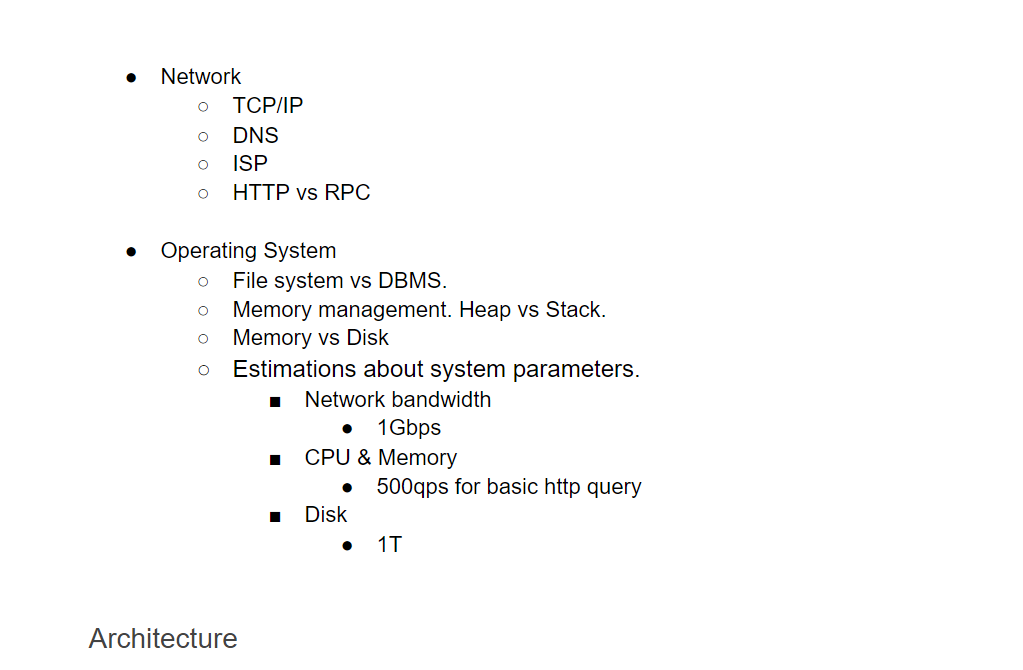 ● Network
○ TCP/IP
○ DNS
○ ISP
○ HTTP vs RPC
● Operating System
○ File system vs DBMS.
○ Memory management. Heap vs Stack.
○ Memory vs Disk
○ Estimations about system parameters.
■ Network bandwidth
● 1Gbps
■ CPU & Memory
● 500qps for basic http query
■ Disk
● 1T
Architecture